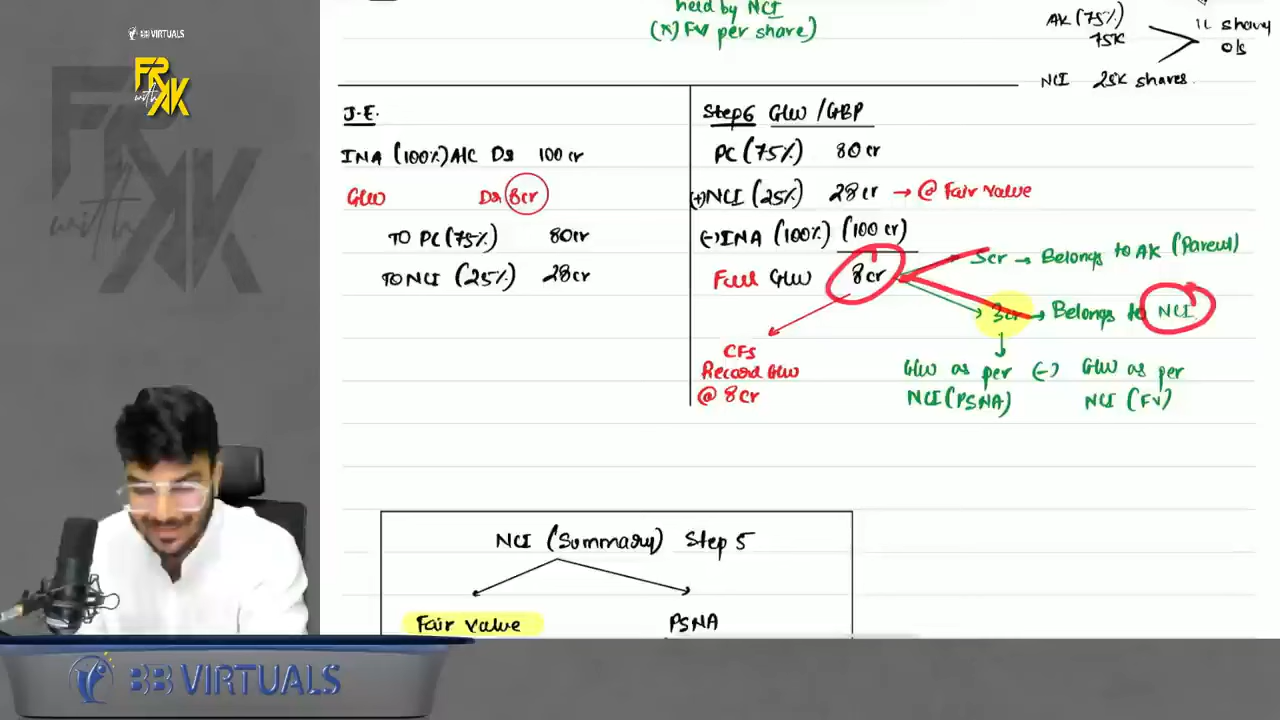 BB VIRTUALS
FR
with
AK
held by NCI
(x) FV per share)
AK (75%)
75K
NCI 25K shares.
shares
o/s
J.E.
INA (100%) A/C Dr 100 cr
GW Dr 8cr
TO PC (75%) 80cr
TO NCI (25%) 28cr
Step 6 GW/GBP
PC (75%) 80 cr
(+) NCI (25%) 28 cr → @ Fair value
(-) INA (100%) (100 cr)
Full GW 8cr
5cr → Belongs to AK (Parent)
3cr → Belongs to NCI
CFS
Record GW
@ 8cr
GW as per (-) GW as per
NCI (PSNA) NCI (FV)
NCI (Summary) Step 5
Fair value PSNA
BB VIRTUALS